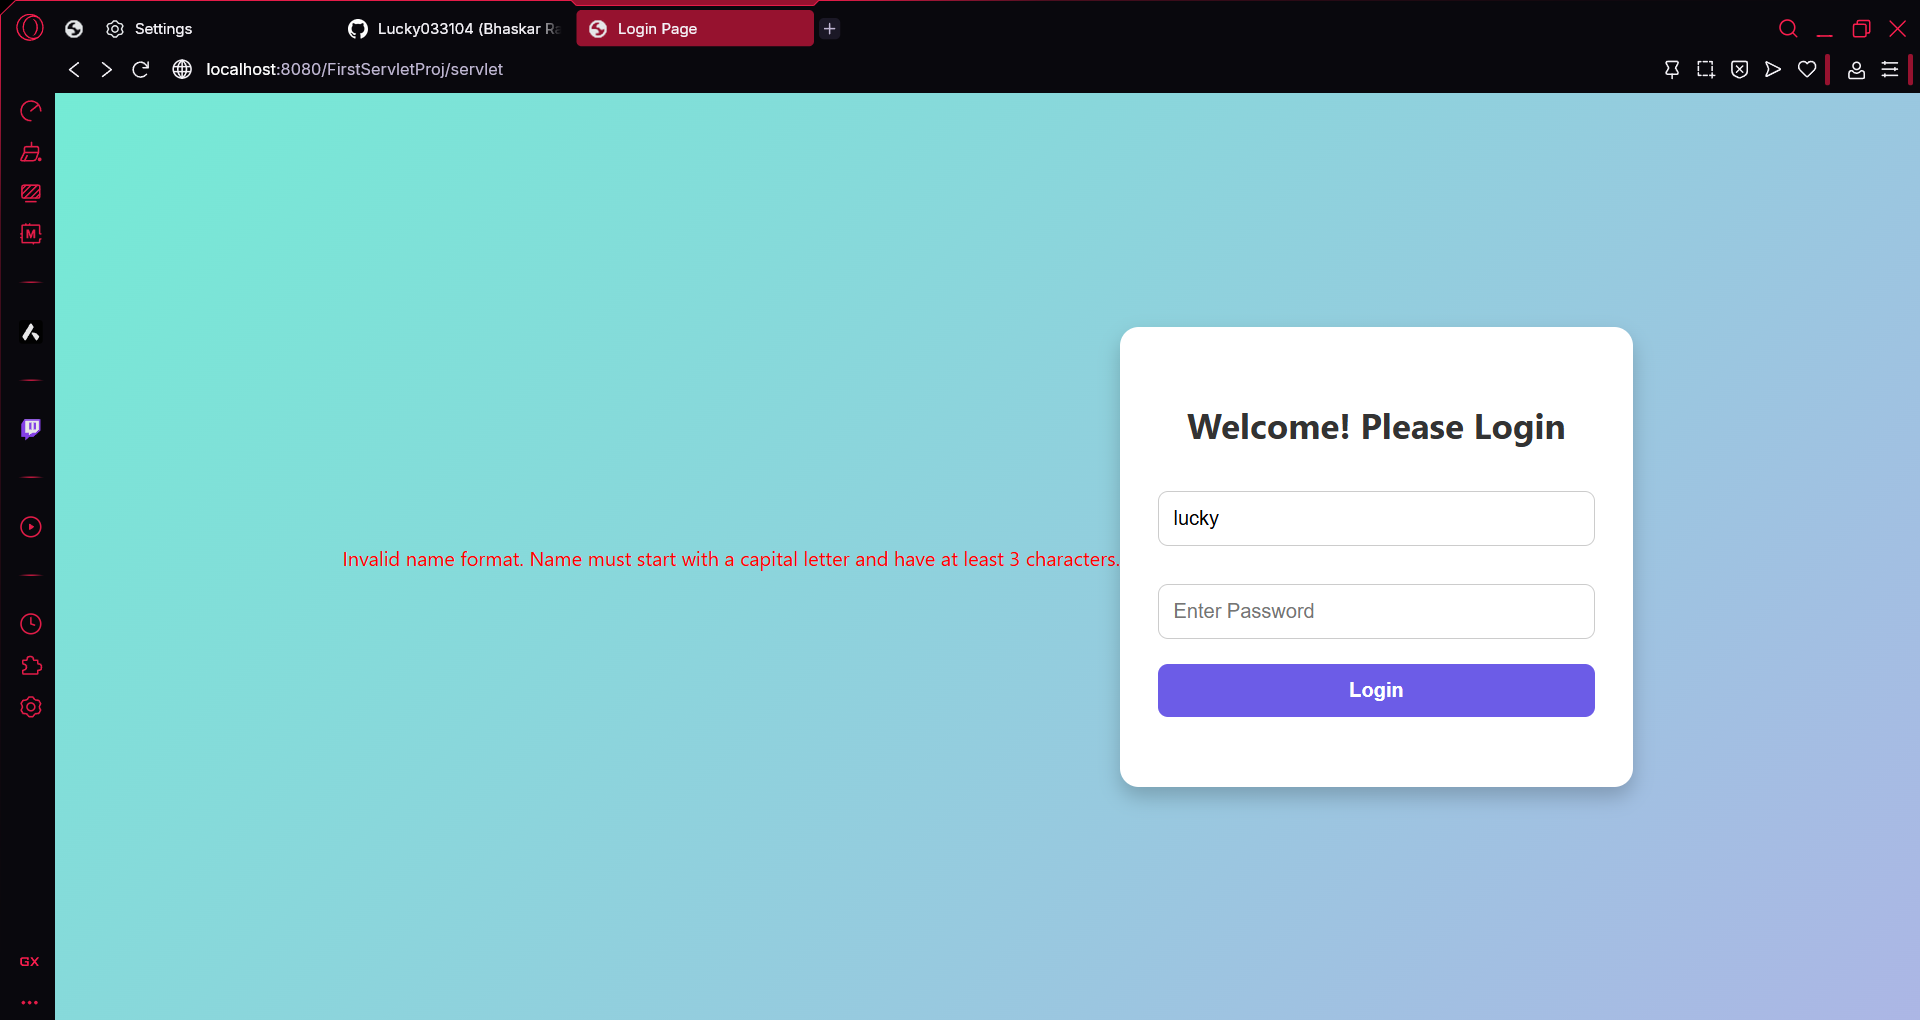 Settings
Lucky033104 (Bhaskar Ra
Login Page
localhost:8080/FirstServletProj/servlet
M
Welcome! Please Login
lucky
Invalid name format. Name must start with a capital letter and have at least 3 characters.
Enter Password
Login
GX